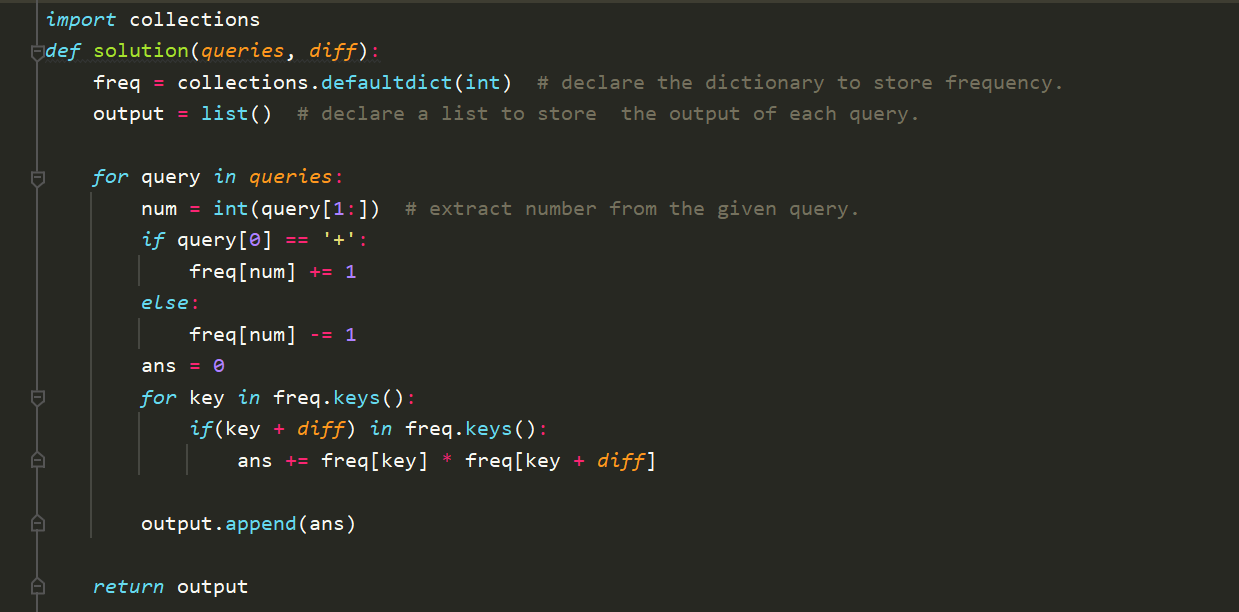 import collections
def solution(queries, diff):
    freq = collections.defaultdict(int)  # declare the dictionary to store frequency.
    output = list()  # declare a list to store  the output of each query.

    for query in queries:
        num = int(query[1:])  # extract number from the given query.
        if query[0] == '+':
            freq[num] += 1
        else:
            freq[num] -= 1
        ans = 0
        for key in freq.keys():
            if(key + diff) in freq.keys():
                ans += freq[key] * freq[key + diff]

        output.append(ans)

    return output